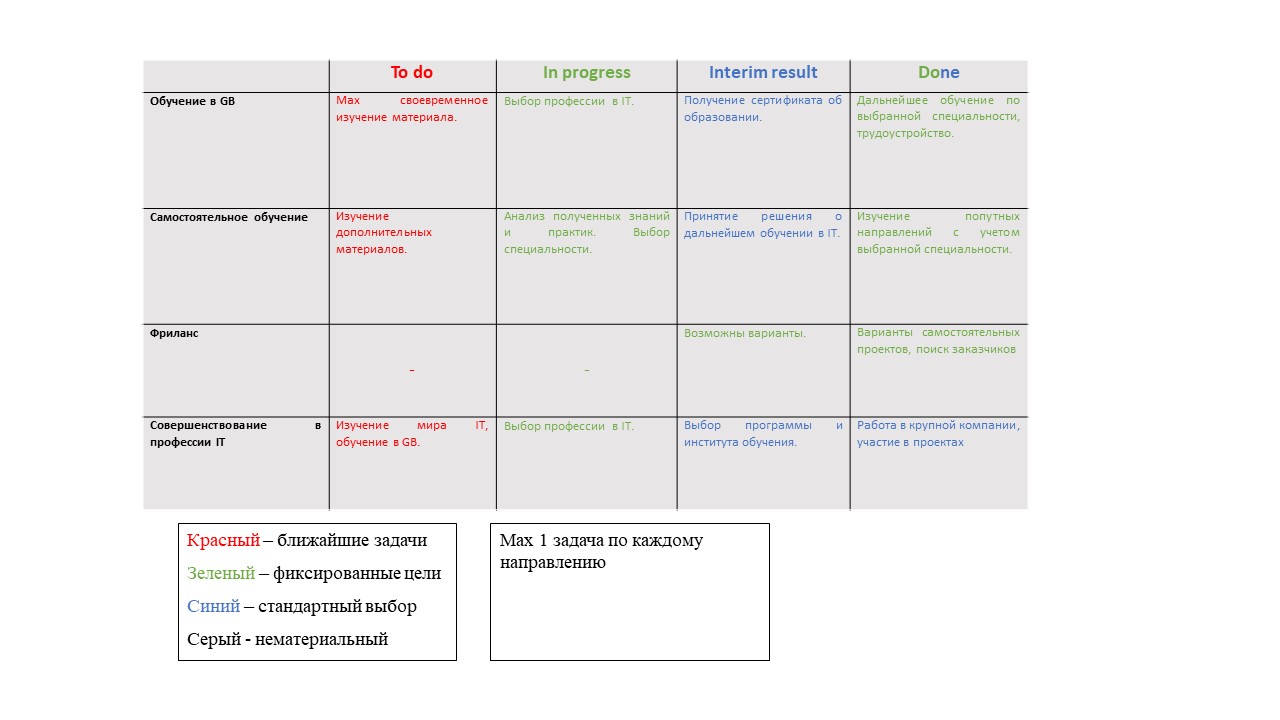 To do
In progress
Interim result
Done
Обучение в GB
Max своевременное
изучение материала.
Выбор профессии в IT.
Получение сертификата об
образовании.
Дальнейшее обучение по
выбранной специальности,
трудоустройство.
Самостоятельное обучение
Изучение
дополнительных
материалов.
Анализ полученных знаний
и практик. Выбор
специальности.
Принятие решения о
дальнейшем обучении в IT.
Изучение попутных
направлений с учетом
выбранной специальности.
Фриланс
-
-
Возможны варианты.
Варианты самостоятельных
проектов, поиск заказчиков
Совершенствование в
профессии IT
Изучение мира IT,
обучение в GB.
Выбор профессии в IT.
Выбор программы и
института обучения.
Работа в крупной компании,
участие в проектах
Красный – ближайшие задачи
Зеленый – фиксированные цели
Синий – стандартный выбор
Серый - нематериальный
Max 1 задача по каждому
направлению